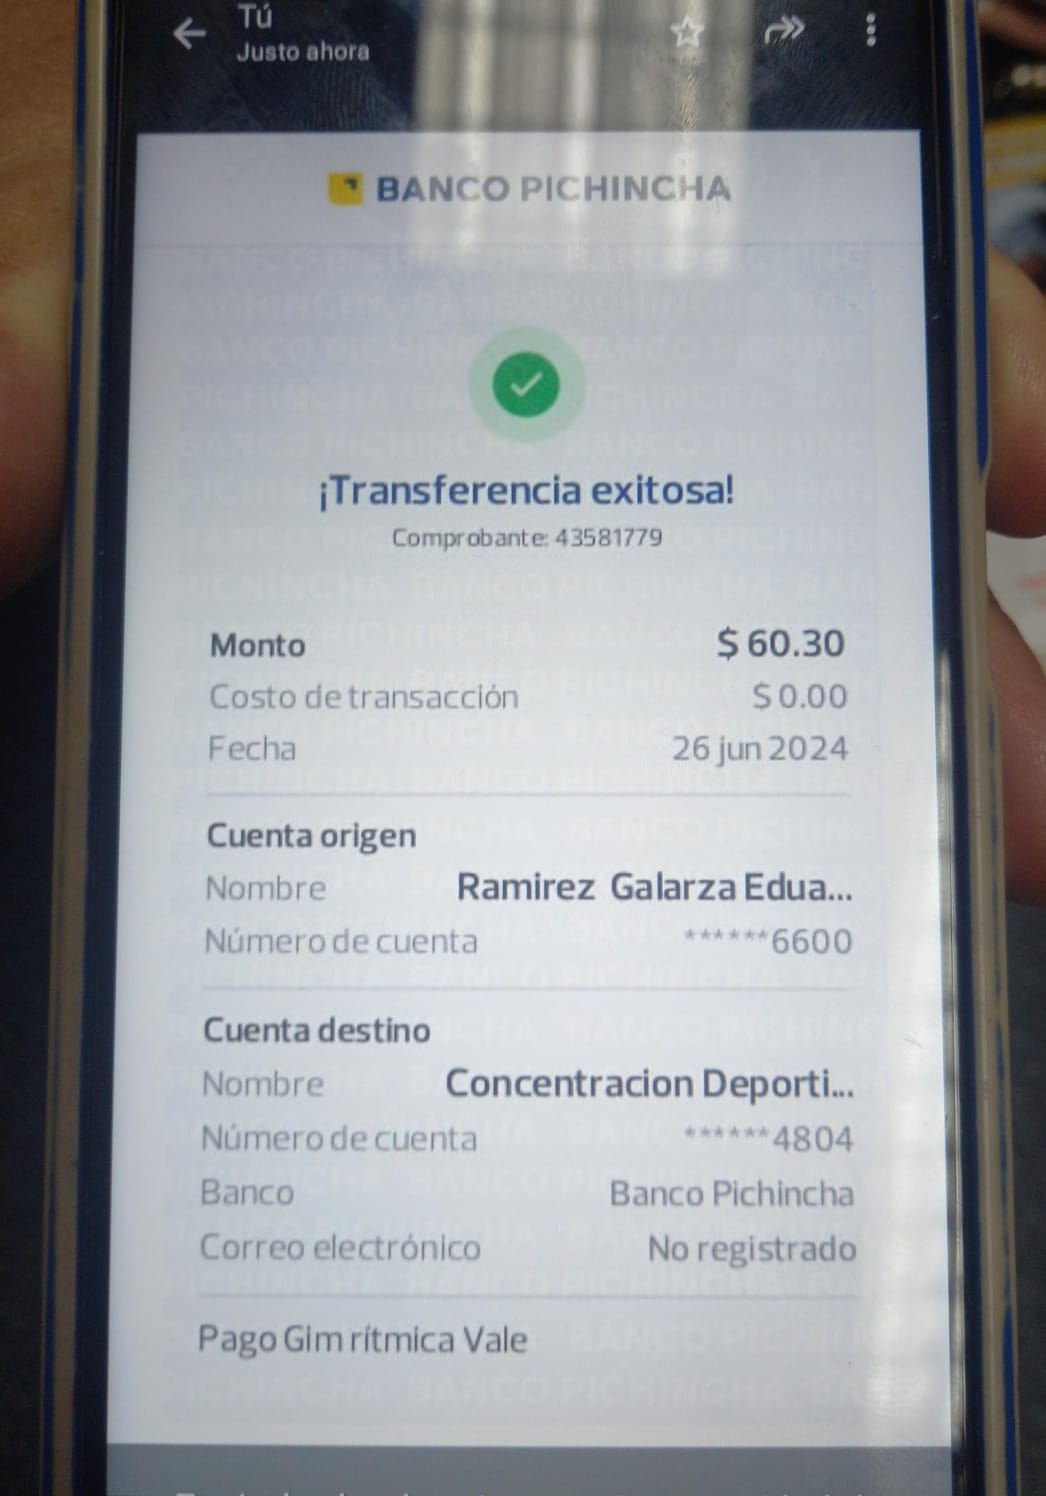 Tú
Justo ahora
BANCO PICHINCHA
¡Transferencia exitosa!
Comprobante: 43581779
Monto $ 60.30
Costo de transacción $ 0.00
Fecha 26 jun 2024
Cuenta origen
Nombre Ramirez Galarza Edua...
Número de cuenta ******6600
Cuenta destino
Nombre Concentracion Deporti...
Número de cuenta ******4804
Banco Banco Pichincha
Correo electrónico No registrado
Pago Gim rítmica Vale